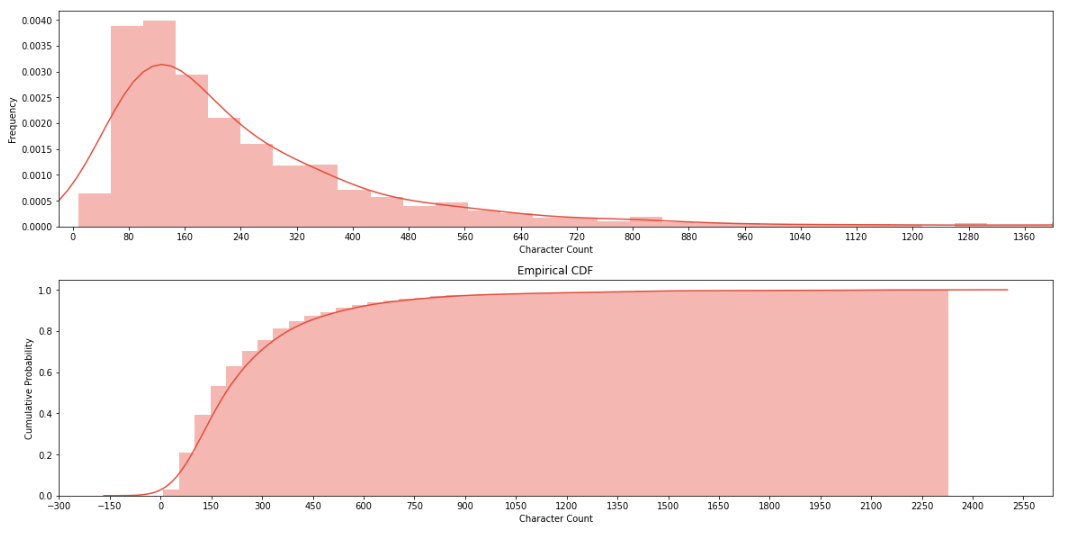 0.0040
0.0035
0.0030
0.0025
0.0020
0.0015
0.0010
0.0005
0.0000
Frequency
0 80 160 240 320 400 480 560 640 720 800 880 960 1040 1120 1200 1280 1360
Character Count
Empirical CDF
1.0
0.8
0.6
0.4
0.2
0.0
Cumulative Probability
−300 −150 0 150 300 450 600 750 900 1050 1200 1350 1500 1650 1800 1950 2100 2250 2400 2550
Character Count